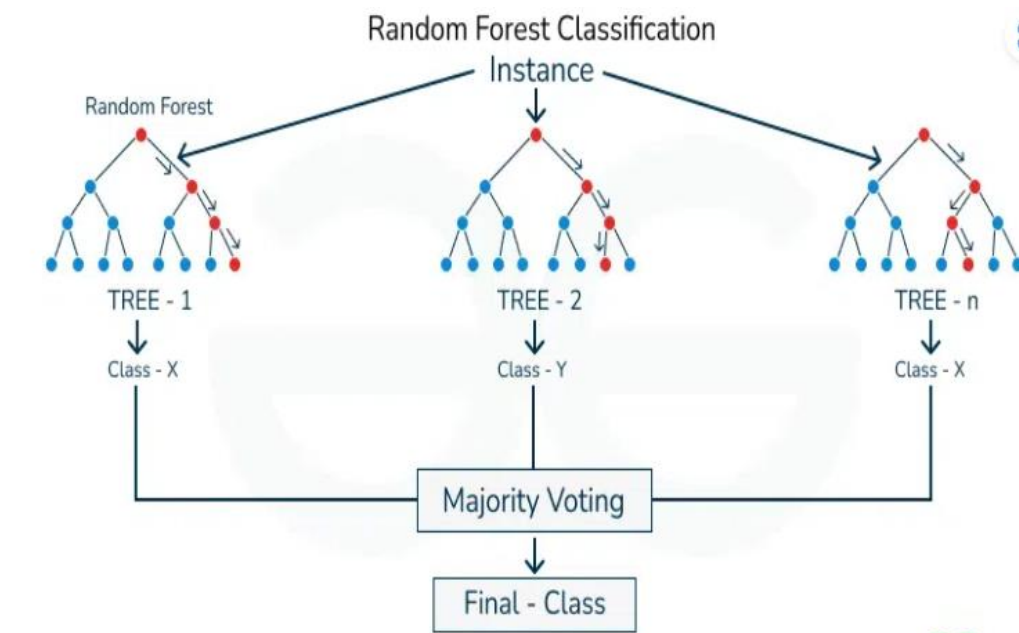 Random Forest Classification
Instance
Random Forest
TREE - 1
TREE - 2
TREE - n
Class - X
Class - Y
Class - X
Majority Voting
Final - Class